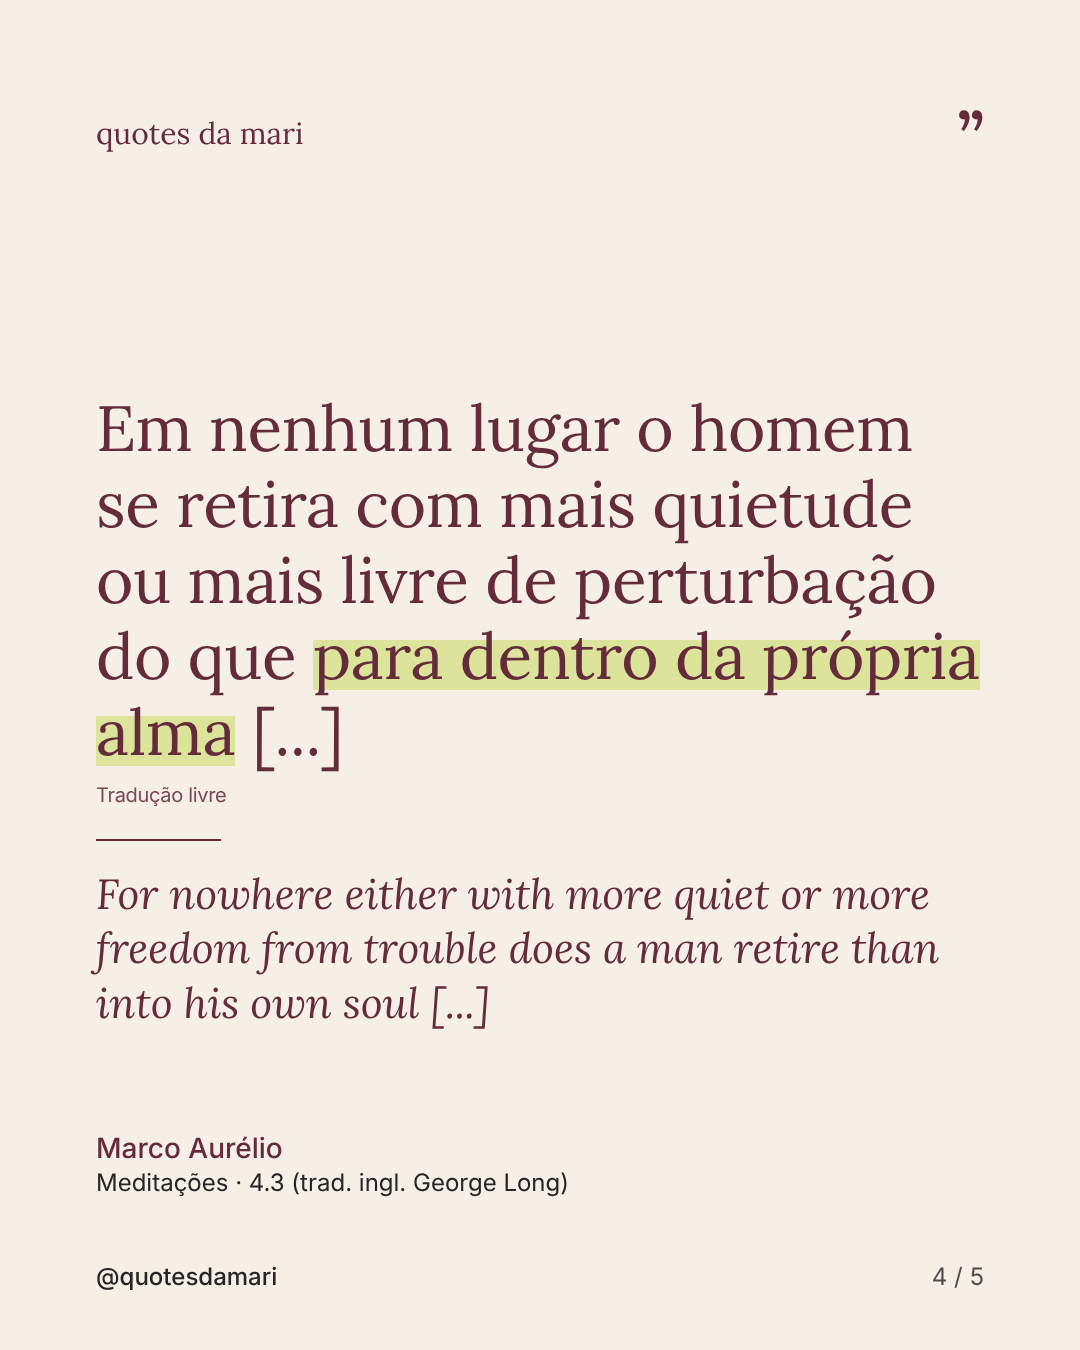 quotes da mari
”
Em nenhum lugar o homem
se retira com mais quietude
ou mais livre de perturbação
do que para dentro da própria
alma [...]
Tradução livre
For nowhere either with more quiet or more
freedom from trouble does a man retire than
into his own soul [...]
Marco Aurélio
Meditações · 4.3 (trad. ingl. George Long)
@quotesdamari
4 / 5